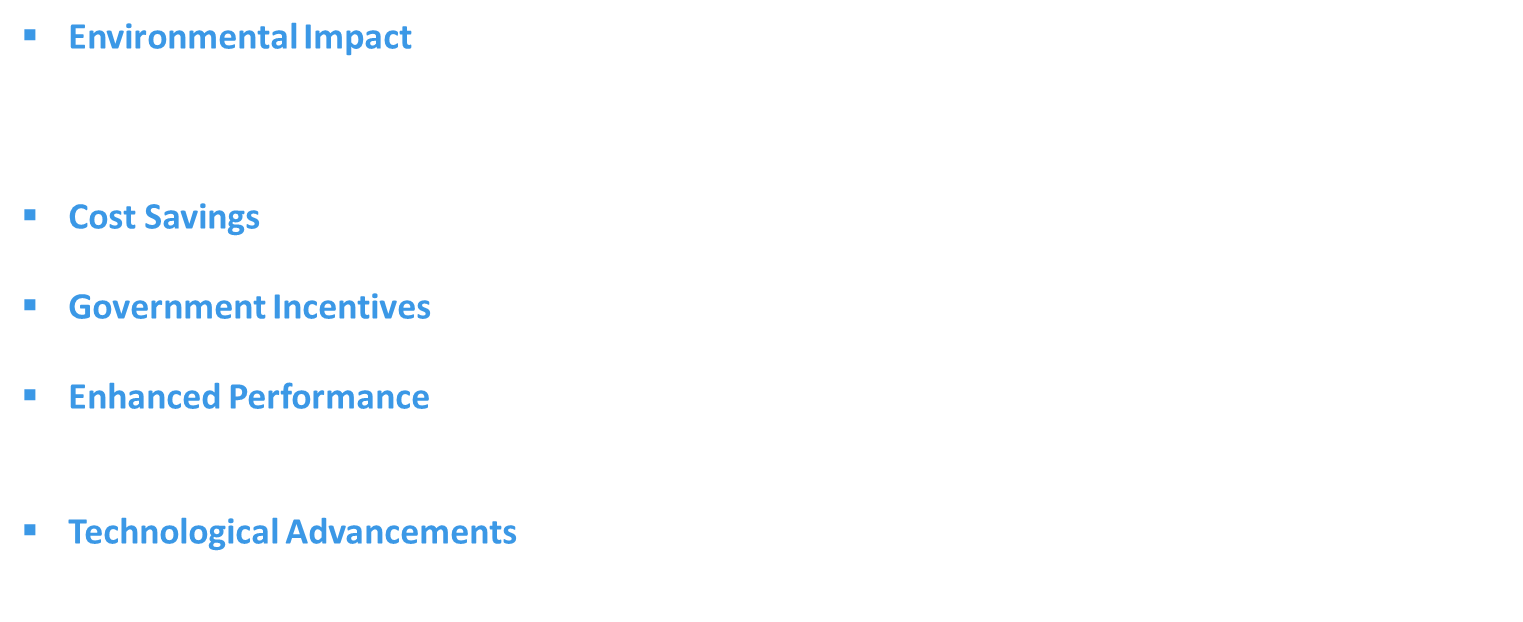 ▪ Environmental Impact
▪ Cost Savings
▪ Government Incentives
▪ Enhanced Performance
▪ Technological Advancements